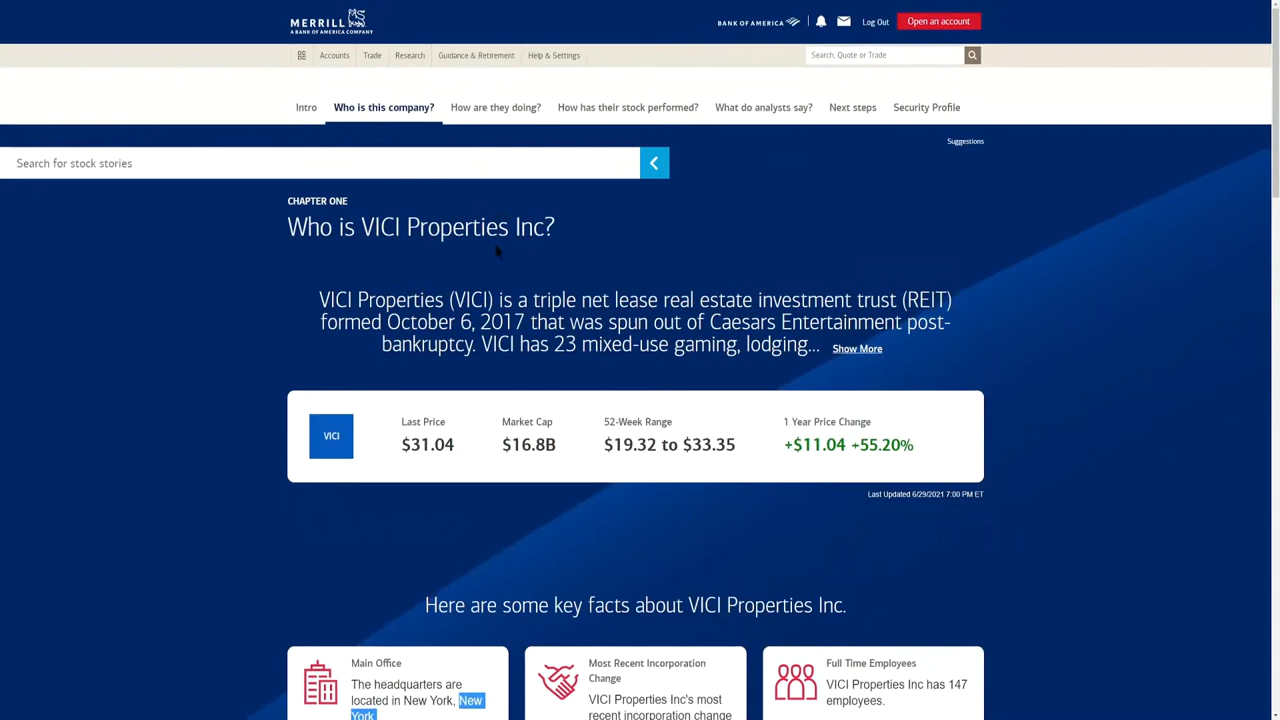 MERRILL
A BANK OF AMERICA COMPANY
BANK OF AMERICA
Log Out
Open an account
Accounts
Trade
Research
Guidance & Retirement
Help & Settings
Search, Quote or Trade
Intro
Who is this company?
How are they doing?
How has their stock performed?
What do analysts say?
Next steps
Security Profile
Suggestions
Search for stock stories
CHAPTER ONE
Who is VICI Properties Inc?
VICI Properties (VICI) is a triple net lease real estate investment trust (REIT)
formed October 6, 2017 that was spun out of Caesars Entertainment post-
bankruptcy. VICI has 23 mixed-use gaming, lodging... Show More
VICI
Last Price
$31.04
Market Cap
$16.8B
52-Week Range
$19.32 to $33.35
1 Year Price Change
+$11.04 +55.20%
Last Updated 6/29/2021 7:00 PM ET
Here are some key facts about VICI Properties Inc.
Main Office
The headquarters are
located in New York, New
York
Most Recent Incorporation
Change
VICI Properties Inc's most
recent incorporation change
Full Time Employees
VICI Properties Inc has 147
employees.